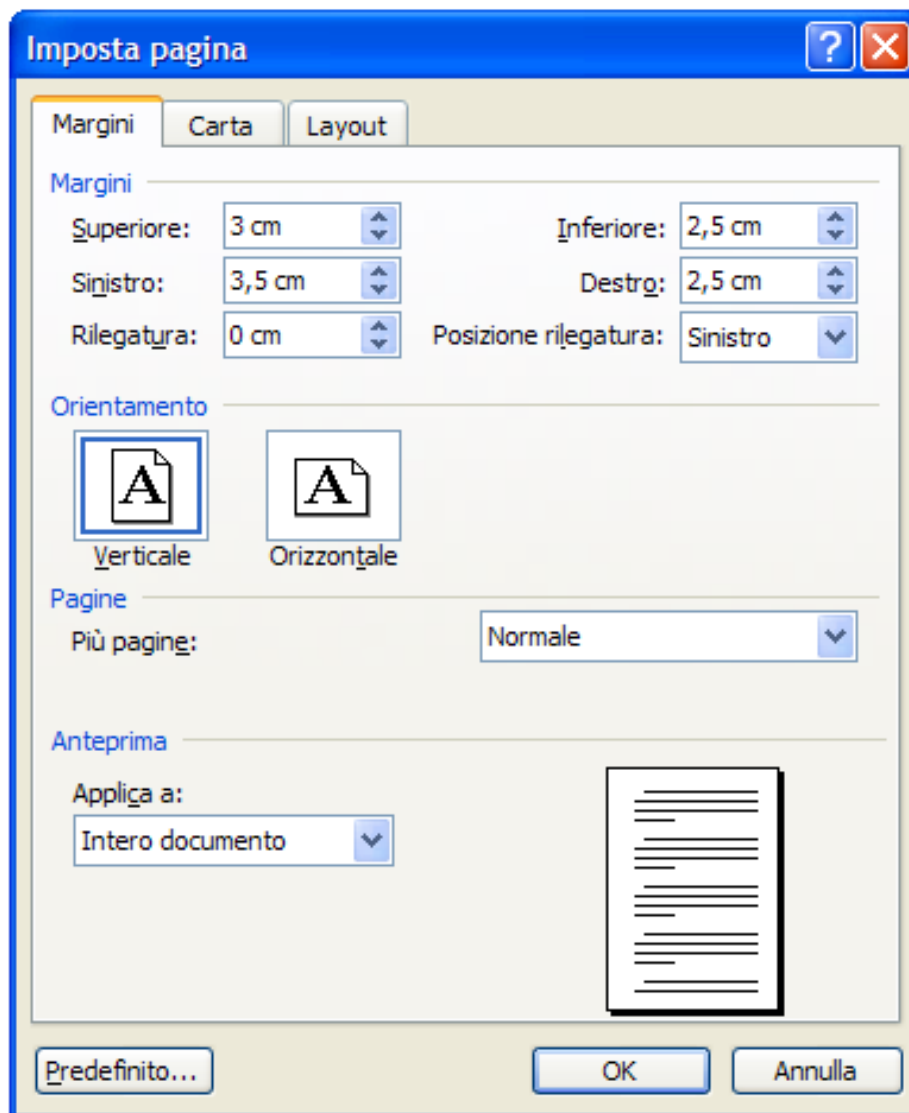 Imposta pagina
Margini Carta Layout
Margini
Superiore: 3 cm Inferiore: 2,5 cm
Sinistro: 3,5 cm Destro: 2,5 cm
Rilegatura: 0 cm Posizione rilegatura: Sinistro
Orientamento
A A
Verticale Orizzontale
Pagine
Più pagine: Normale
Anteprima
Applica a:
Intero documento
Predefinito... OK Annulla